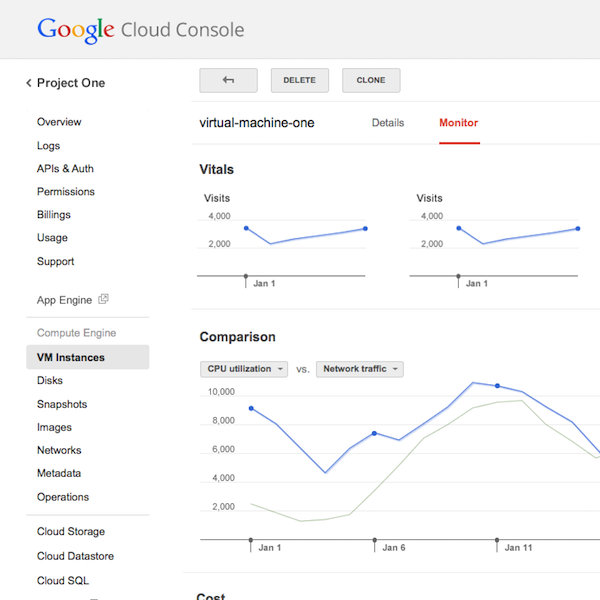 Google Cloud Console
Project One
Overview
Logs
APIs & Auth
Permissions
Billings
Usage
Support
App Engine
Compute Engine
VM Instances
Disks
Snapshots
Images
Networks
Metadata
Operations
Cloud Storage
Cloud Datastore
Cloud SQL
DELETE CLONE
virtual-machine-one Details Monitor
Vitals
Visits
4,000
2,000
Jan 1
Visits
4,000
2,000
Jan 1
Comparison
CPU utilization vs. Network traffic
10,000
8,000
6,000
4,000
2,000
Jan 1 Jan 6 Jan 11
Cost